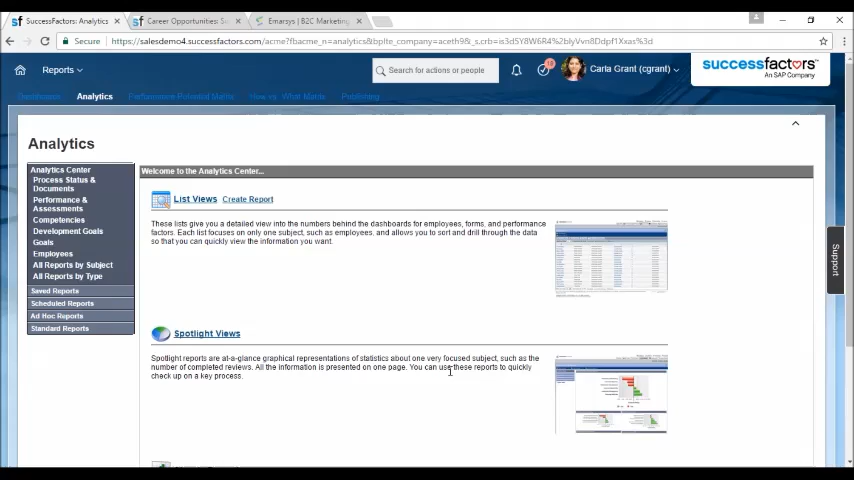 SuccessFactors: Analytics
Career Opportunities: Su
Emarsys | B2C Marketing
Secure
https://salesdemo4.successfactors.com/acme?fbacme_n=analytics&bplte_company=aceth9&_s.crb=
Reports
Search for actions or people
Carla Grant (cgrant)
successfactors
An SAP Company
Dashboards
Analytics
Performance-Potential Matrix
How vs. What Matrix
Publishing
Analytics
Analytics Center
Process Status &
Documents
Performance &
Assessments
Competencies
Development Goals
Goals
Employees
All Reports by Subject
All Reports by Type
Saved Reports
Scheduled Reports
Ad Hoc Reports
Standard Reports
Welcome to the Analytics Center...
List Views Create Report
These lists give you a detailed view into the numbers behind the dashboards for employees, forms, and performance
factors. Each list focuses on only one subject, such as employees, and allows you to sort and drill through the data
so that you can quickly view the information you want.
Spotlight Views
Spotlight reports are at-a-glance graphical representations of statistics about one very focused subject, such as the
number of completed reviews. All the information is presented on one page. You can use these reports to quickly
check up on a key process.
Support